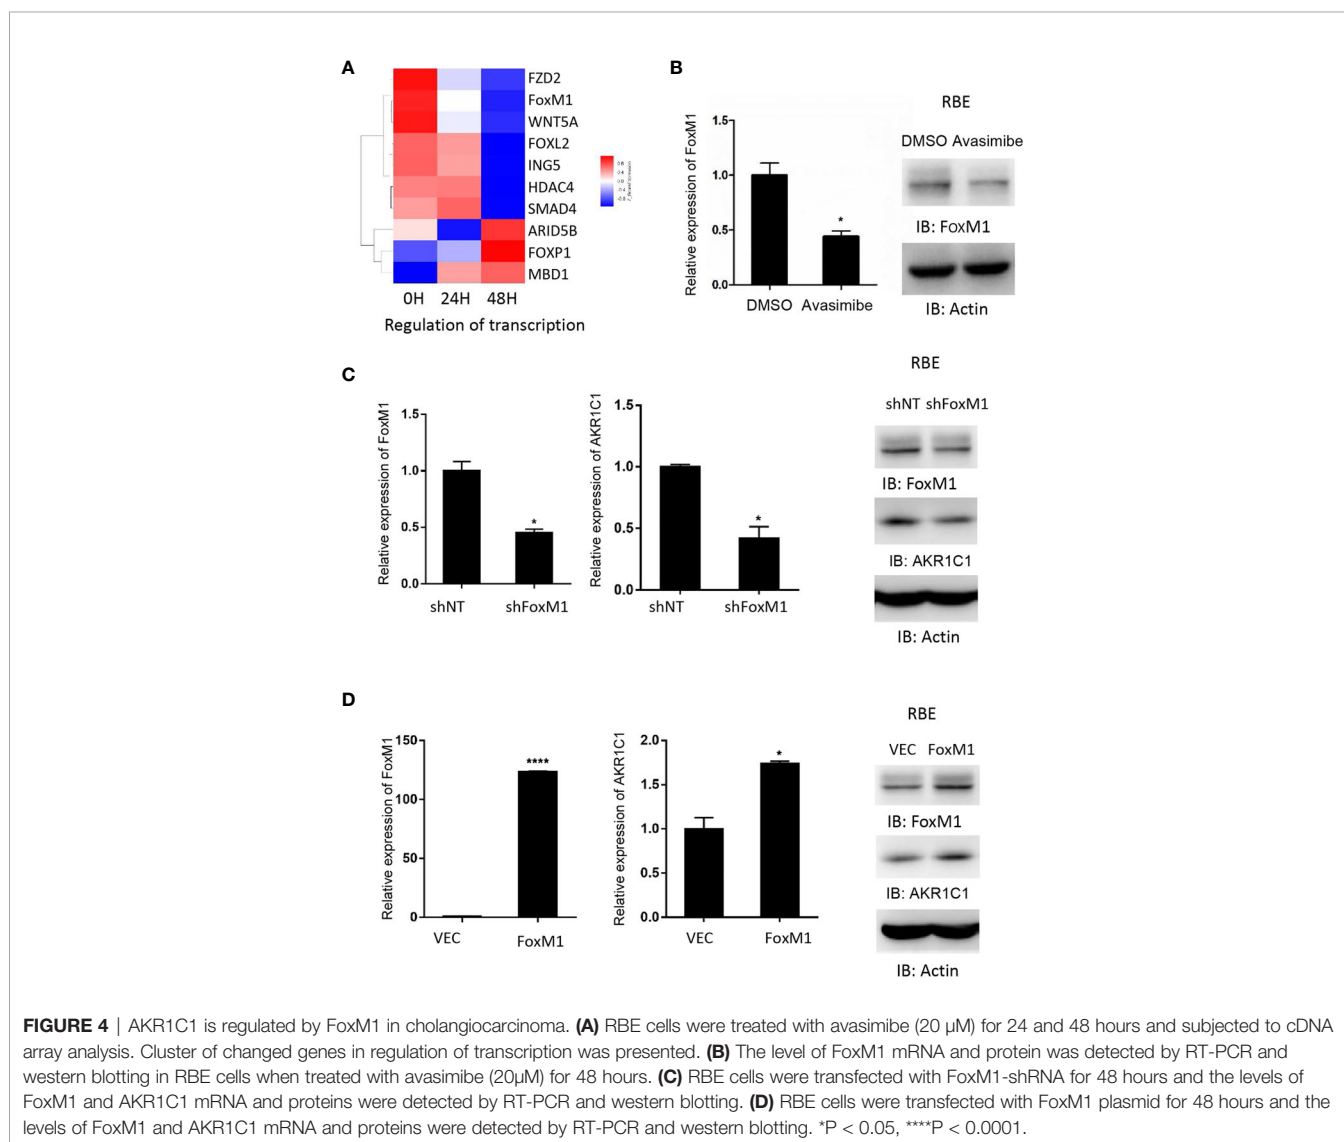 A
FZD2
FoxM1
WNT5A
FOXL2
ING5
HDAC4
SMAD4
ARID5B
FOXP1
MBD1
0H 24H 48H
Regulation of transcription
B
Relative expression of FoxM1
1.5
1.0
0.5
0.0
*
DMSO Avasimibe
RBE
DMSO Avasimibe
IB: FoxM1
IB: Actin
C
Relative expression of FoxM1
1.5
1.0
0.5
0.0
*
shNT shFoxM1
Relative expression of AKR1C1
1.5
1.0
0.5
0.0
*
shNT shFoxM1
RBE
shNT shFoxM1
IB: FoxM1
IB: AKR1C1
IB: Actin
D
Relative expression of FoxM1
150
100
50
0
****
VEC FoxM1
Relative expression of AKR1C1
2.0
1.5
1.0
0.5
0.0
*
VEC FoxM1
RBE
VEC FoxM1
IB: FoxM1
IB: AKR1C1
IB: Actin
FIGURE 4 | AKR1C1 is regulated by FoxM1 in cholangiocarcinoma. (A) RBE cells were treated with avasimibe (20 µM) for 24 and 48 hours and subjected to cDNA
array analysis. Cluster of changed genes in regulation of transcription was presented. (B) The level of FoxM1 mRNA and protein was detected by RT-PCR and
western blotting in RBE cells when treated with avasimibe (20µM) for 48 hours. (C) RBE cells were transfected with FoxM1-shRNA for 48 hours and the levels of
FoxM1 and AKR1C1 mRNA and proteins were detected by RT-PCR and western blotting. (D) RBE cells were transfected with FoxM1 plasmid for 48 hours and the
levels of FoxM1 and AKR1C1 mRNA and proteins were detected by RT-PCR and western blotting. *P < 0.05, ****P < 0.0001.